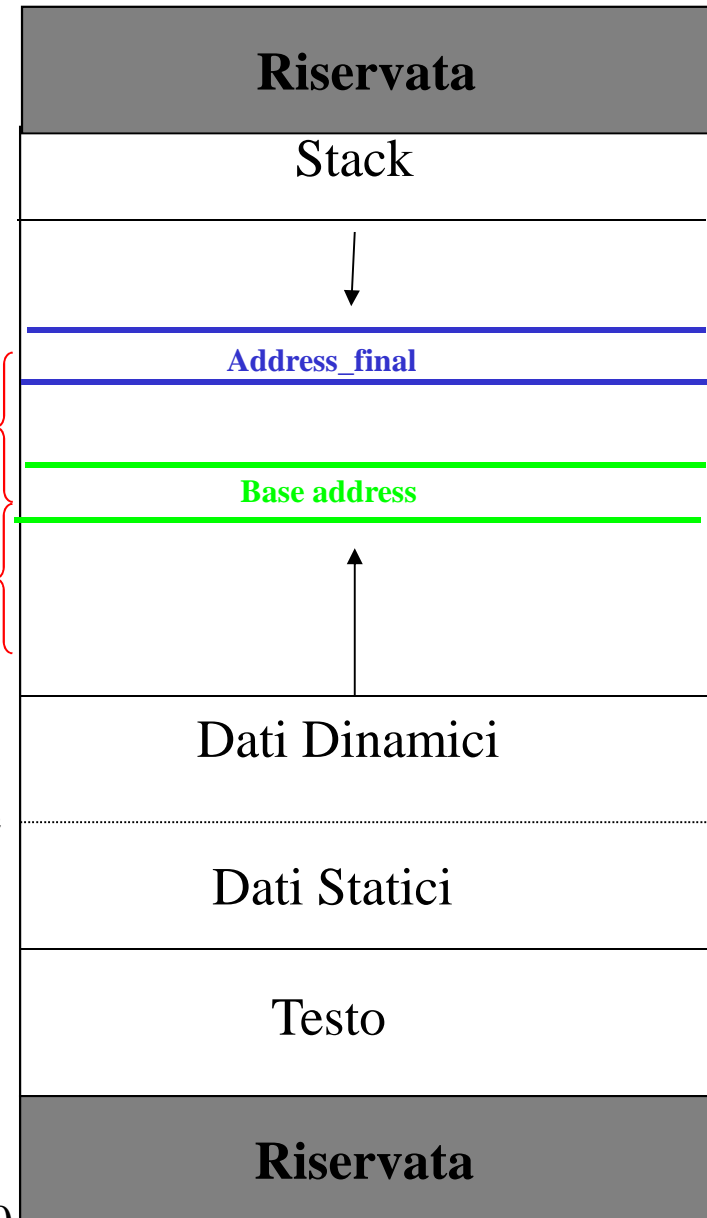 Riservata
Stack
Address_final
Base address
Dati Dinamici
Dati Statici
Testo
Riservata